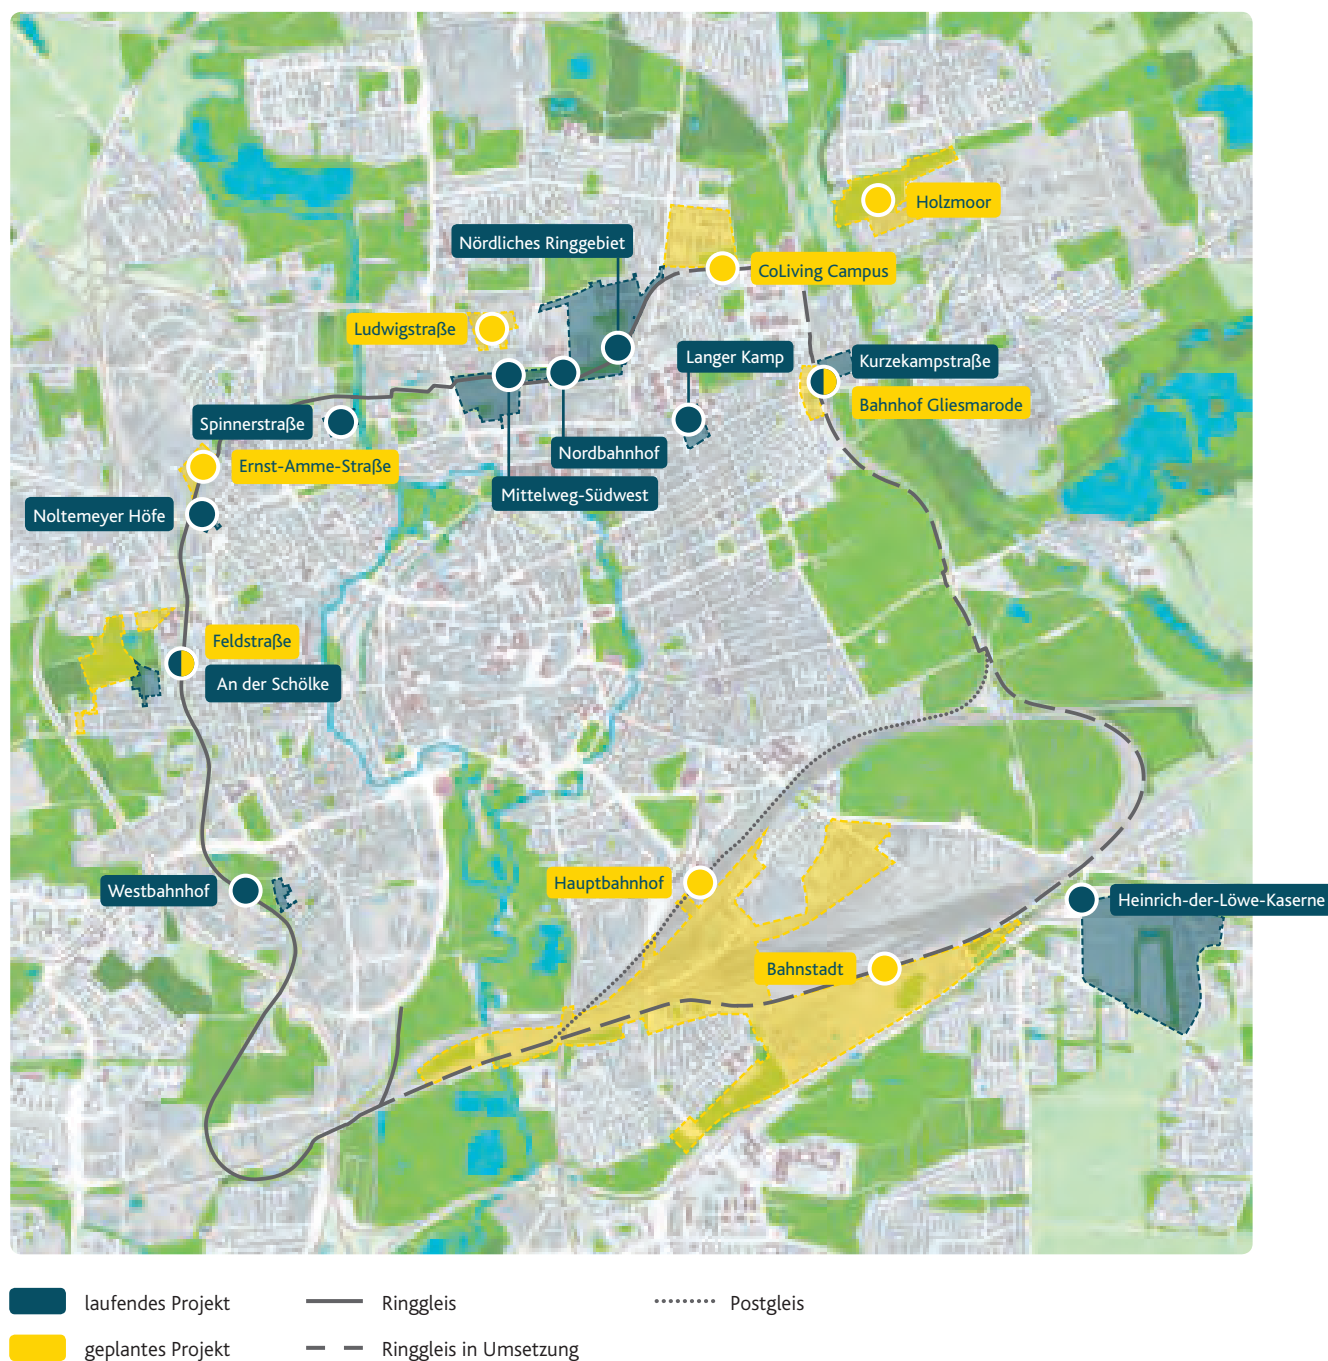 Holzmoor
Nördliches Ringgebiet
CoLiving Campus
Ludwigstraße
Langer Kamp
Kurzekampstraße
Bahnhof Gliesmarode
Spinnerstraße
Nordbahnhof
Ernst-Amme-Straße
Mittelweg-Südwest
Noltemeyer Höfe
Feldstraße
An der Schölke
Hauptbahnhof
Westbahnhof
Heinrich-der-Löwe-Kaserne
Bahnstadt
laufendes Projekt
Ringgleis
Postgleis
geplantes Projekt
Ringgleis in Umsetzung